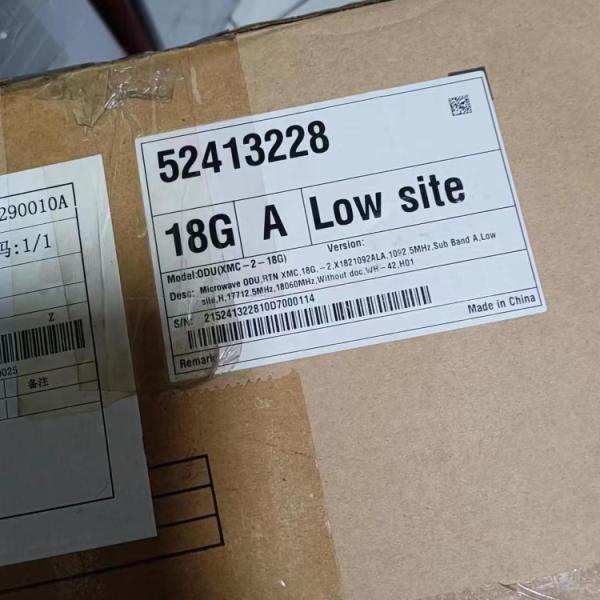 52413228
18G A Low site
Model:ODU(XMC-2-18G) Version:
Desc: Microwave ODU,RTN XMC,18G,-2,X1821092ALA,1092.5MHz,Sub Band A,Low
site,H,17712.5MHz,18060MHz,Without doc,WH-42,H01
S/N: 215241322810D7000114
Remark
Made in China
290010A
码:1/1
Z
0025
备注